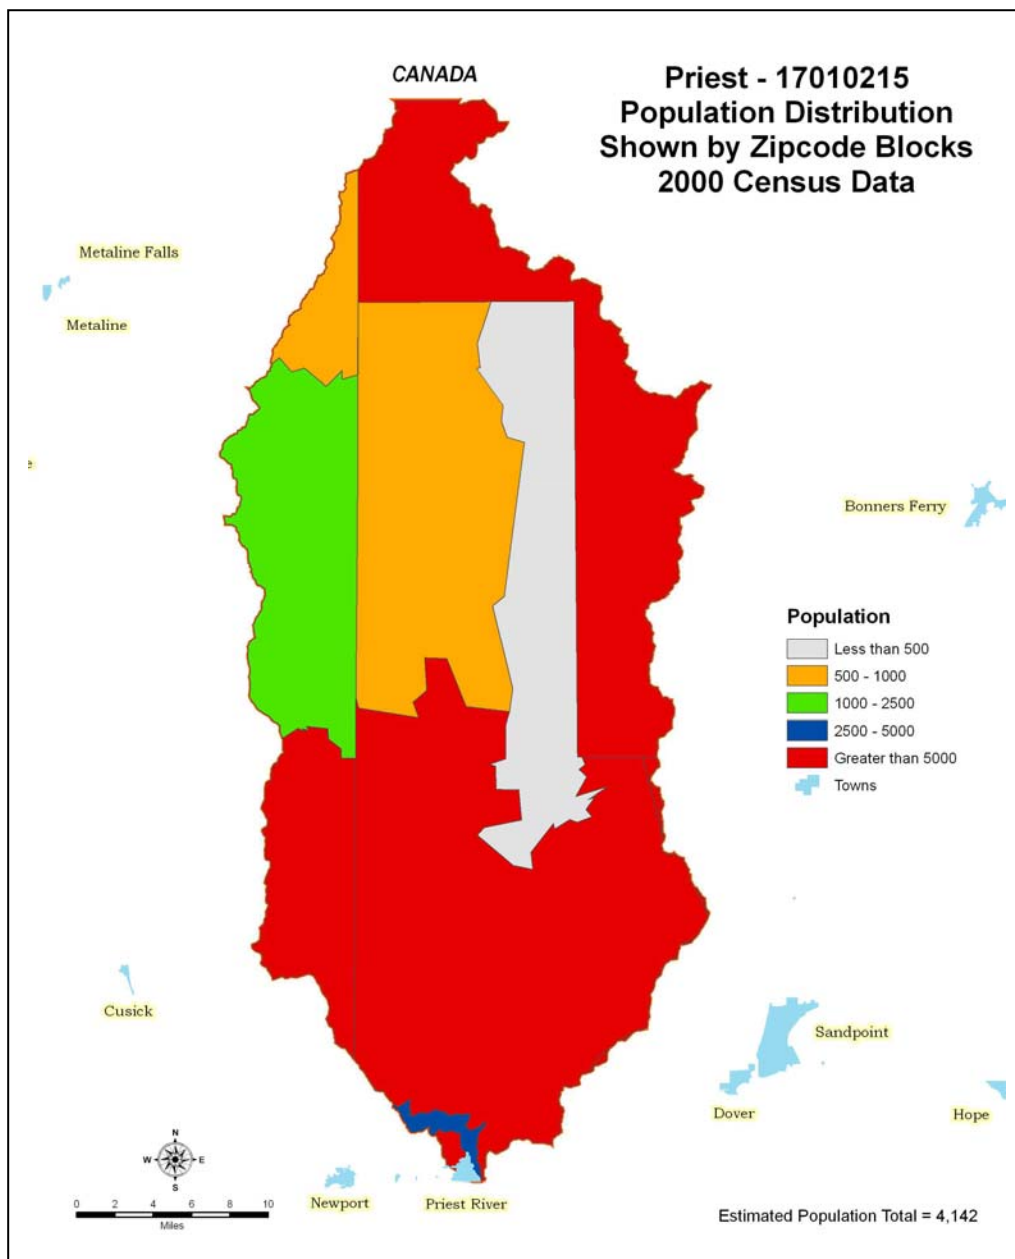 CANADA
Priest - 17010215
Population Distribution
Shown by Zipcode Blocks
2000 Census Data
Metaline Falls
Metaline
e
Bonners Ferry
Population
Less than 500
500 - 1000
1000 - 2500
2500 - 5000
Greater than 5000
Towns
Cusick
Sandpoint
Dover
Hope
N
W E
S
Newport
Priest River
0 2 4 6 8 10
Miles
Estimated Population Total = 4,142